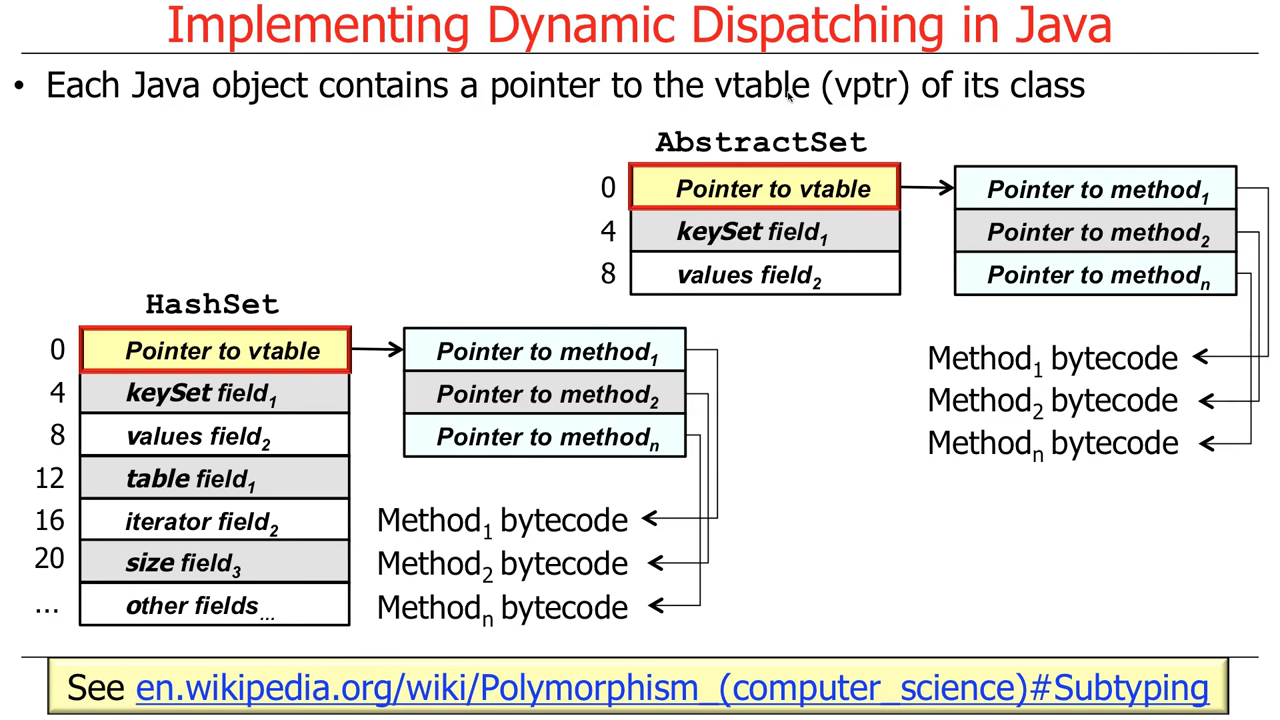 Implementing Dynamic Dispatching in Java
• Each Java object contains a pointer to the vtable (vptr) of its class
AbstractSet
0 Pointer to vtable
4 keySet field1
8 values field2
Pointer to method1
Pointer to method2
Pointer to methodn
Method1 bytecode
Method2 bytecode
Methodn bytecode
HashSet
0 Pointer to vtable
4 keySet field1
8 values field2
12 table field1
16 iterator field2
20 size field3
... other fields...
Pointer to method1
Pointer to method2
Pointer to methodn
Method1 bytecode
Method2 bytecode
Methodn bytecode
See en.wikipedia.org/wiki/Polymorphism_(computer_science)#Subtyping